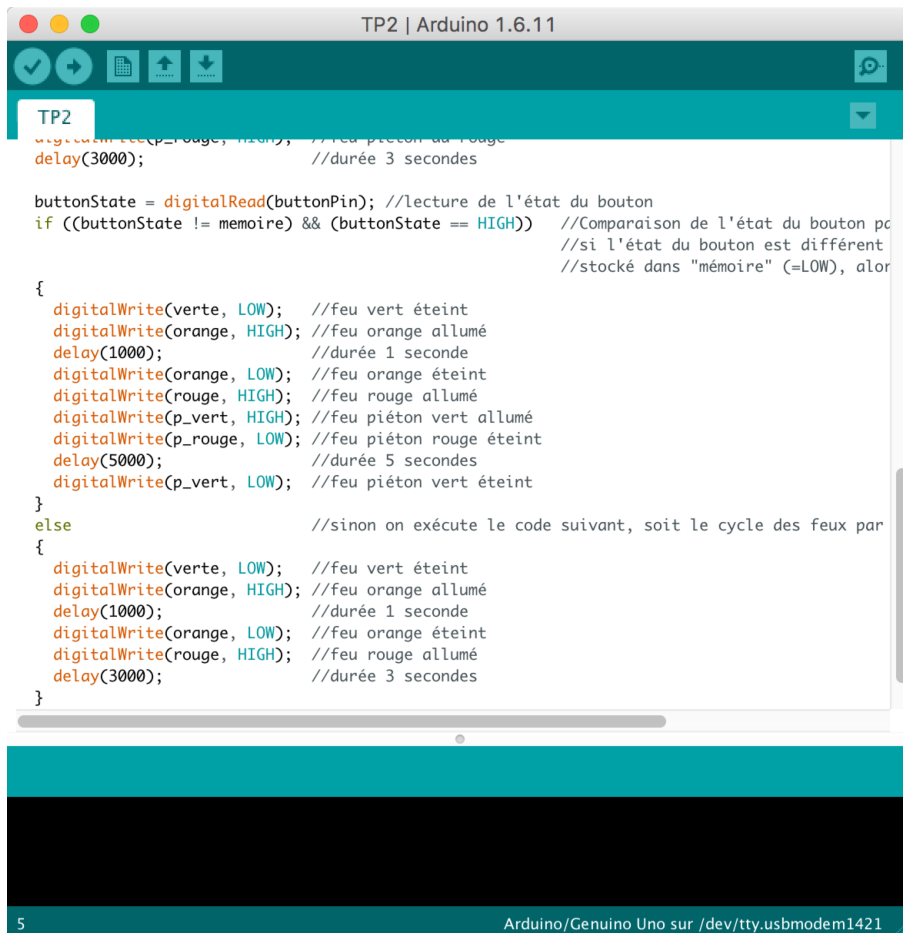 TP2 | Arduino 1.6.11
TP2
digitalWrite(p_rouge, HIGH); //feu piéton au rouge
delay(3000); //durée 3 secondes
buttonState = digitalRead(buttonPin); //lecture de l'état du bouton
if ((buttonState != memoire) && (buttonState == HIGH)) //Comparaison de l'état du bouton pa
//si l'état du bouton est différent
//stocké dans "mémoire" (=LOW), alor
{
digitalWrite(verte, LOW); //feu vert éteint
digitalWrite(orange, HIGH); //feu orange allumé
delay(1000); //durée 1 seconde
digitalWrite(orange, LOW); //feu orange éteint
digitalWrite(rouge, HIGH); //feu rouge allumé
digitalWrite(p_vert, HIGH); //feu piéton vert allumé
digitalWrite(p_rouge, LOW); //feu piéton rouge éteint
delay(5000); //durée 5 secondes
digitalWrite(p_vert, LOW); //feu piéton vert éteint
}
else //sinon on exécute le code suivant, soit le cycle des feux par
{
digitalWrite(verte, LOW); //feu vert éteint
digitalWrite(orange, HIGH); //feu orange allumé
delay(1000); //durée 1 seconde
digitalWrite(orange, LOW); //feu orange éteint
digitalWrite(rouge, HIGH); //feu rouge allumé
delay(3000); //durée 3 secondes
}
5 Arduino/Genuino Uno sur /dev/tty.usbmodem1421